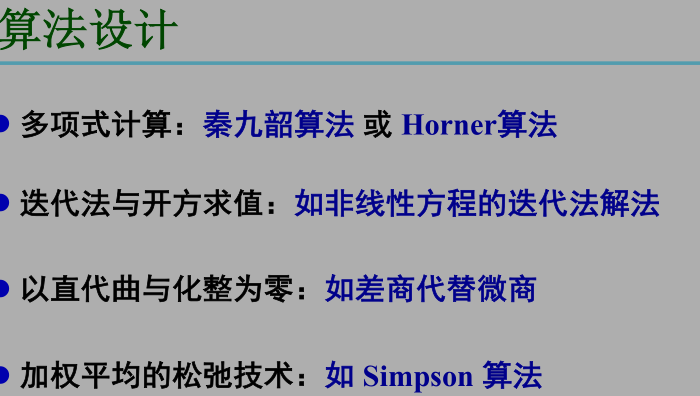 算法设计
多项式计算：秦九韶算法 或 Horner算法
迭代法与开方求值：如非线性方程的迭代法解法
以直代曲与化整为零：如差商代替微商
加权平均的松弛技术：如 Simpson 算法